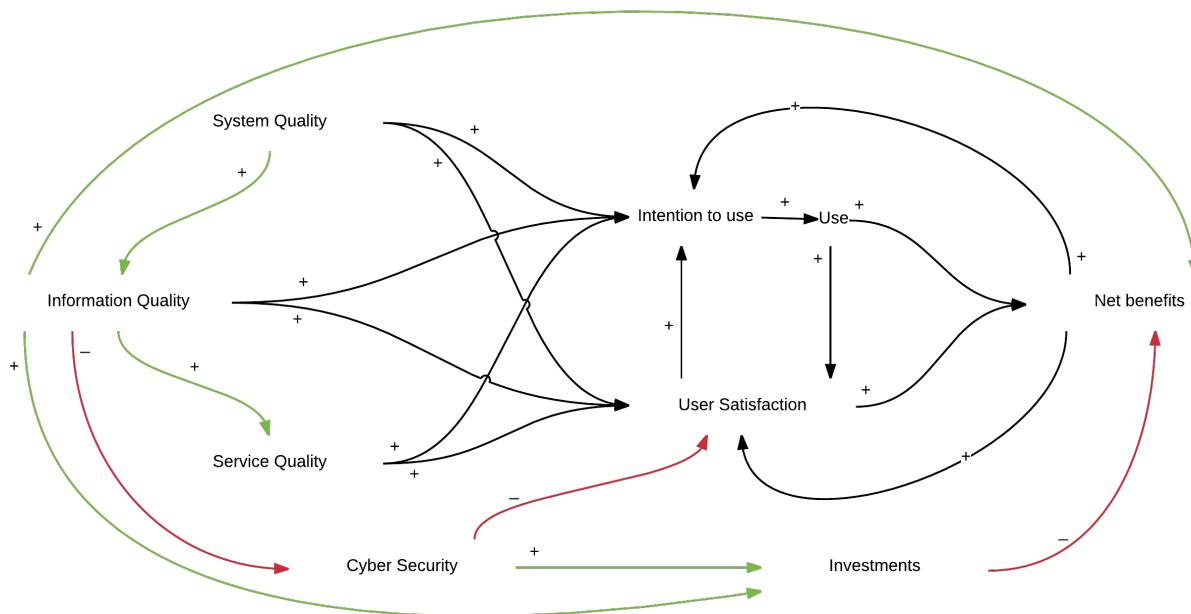 +
System Quality
+
+
+
+
Intention to use
+
Use
+
+
+
+
Information Quality
+
+
Net benefits
+
–
+
+
+
User Satisfaction
+
+
+
Service Quality
+
–
Cyber Security
+
Investments
–